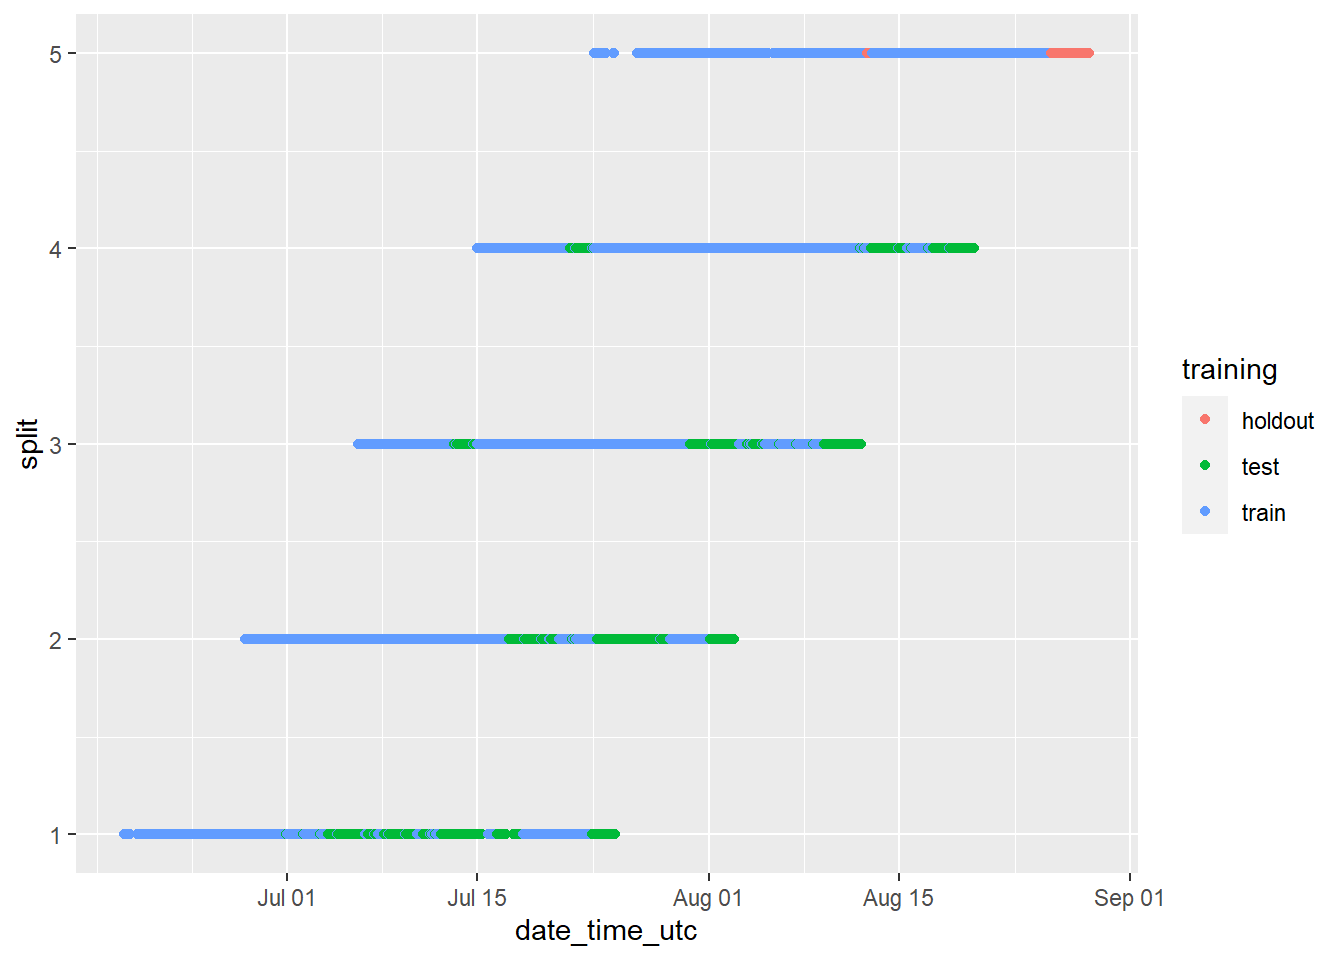 5
4
3
2
1
split
Jul 01
Jul 15
Aug 01
Aug 15
Sep 01
date_time_utc
training
holdout
test
train